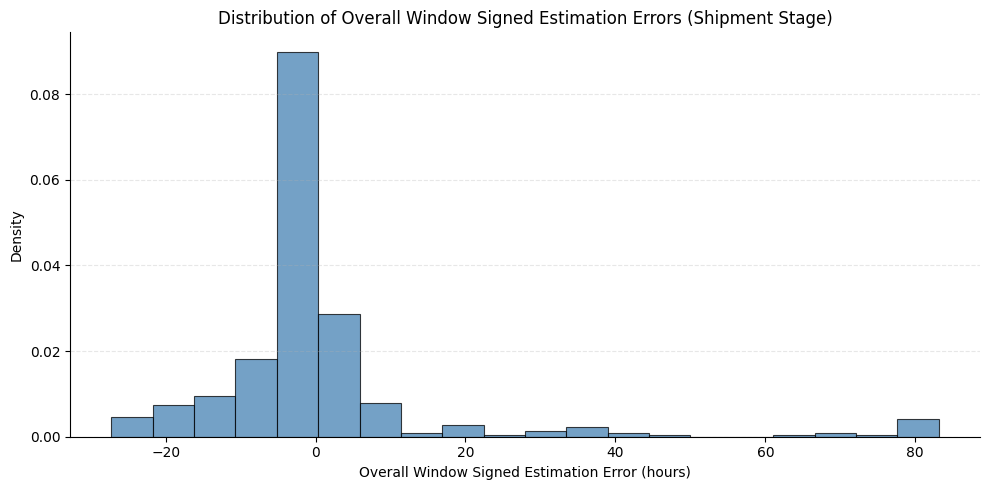 Distribution of Overall Window Signed Estimation Errors (Shipment Stage)
Density
0.08
0.06
0.04
0.02
0.00
−20 0 20 40 60 80
Overall Window Signed Estimation Error (hours)